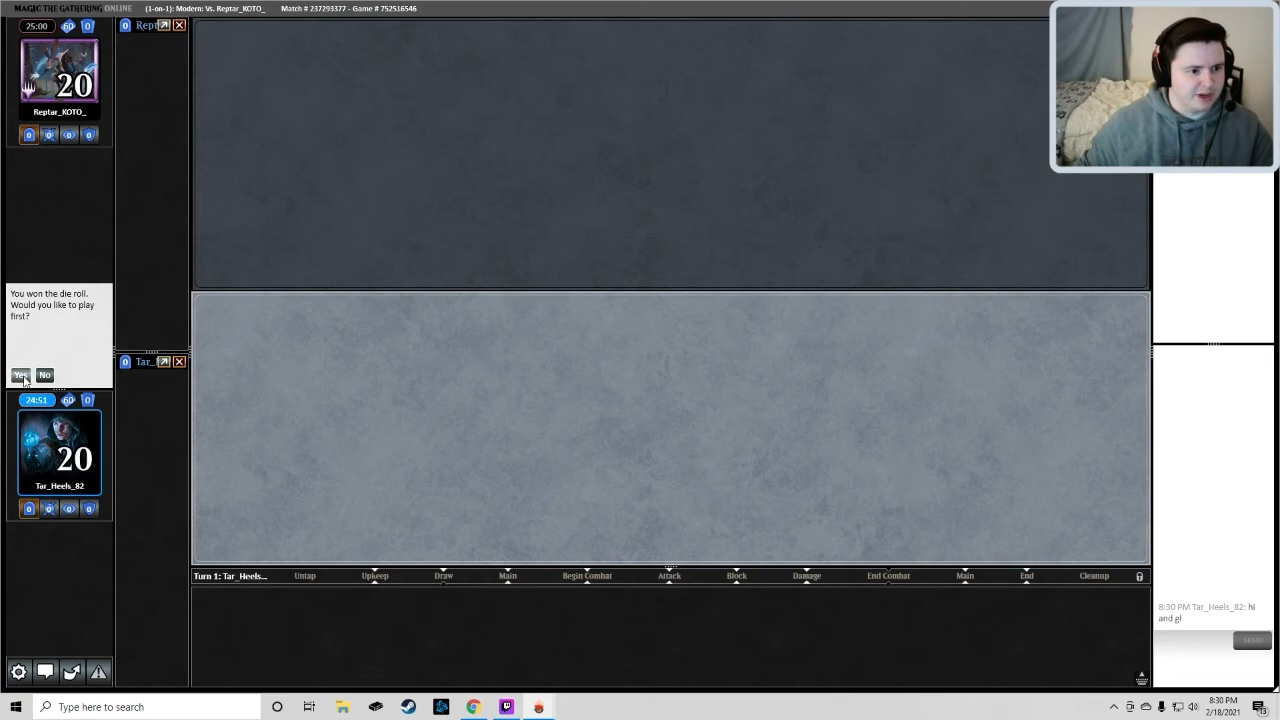 MAGIC THE GATHERING ONLINE (1-on-1): Modern: Vs. Reptar_KOTO_ Match # 237293377 - Game # 752516546
25:00 60 0
0 Rept
20
Reptar_KOTO_
0 0 0 0
You won the die roll.
Would you like to play
first?
Yes No
0 Tar_
24:51 60 0
20
Tar_Heels_82
0 0 0 0
Turn 1: Tar_Heels... Untap Upkeep Draw Main Begin Combat Attack Block Damage End Combat Main End Cleanup
8:30 PM Tar_Heels_82: hi
and gl
SEND
Type here to search
8:30 PM
2/18/2021
13